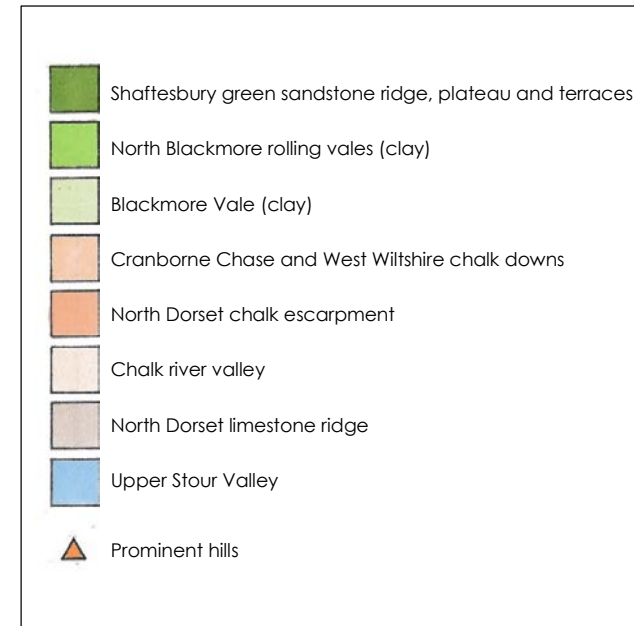 Shaftesbury green sandstone ridge, plateau and terraces
North Blackmore rolling vales (clay)
Blackmore Vale (clay)
Cranborne Chase and West Wiltshire chalk downs
North Dorset chalk escarpment
Chalk river valley
North Dorset limestone ridge
Upper Stour Valley
Prominent hills